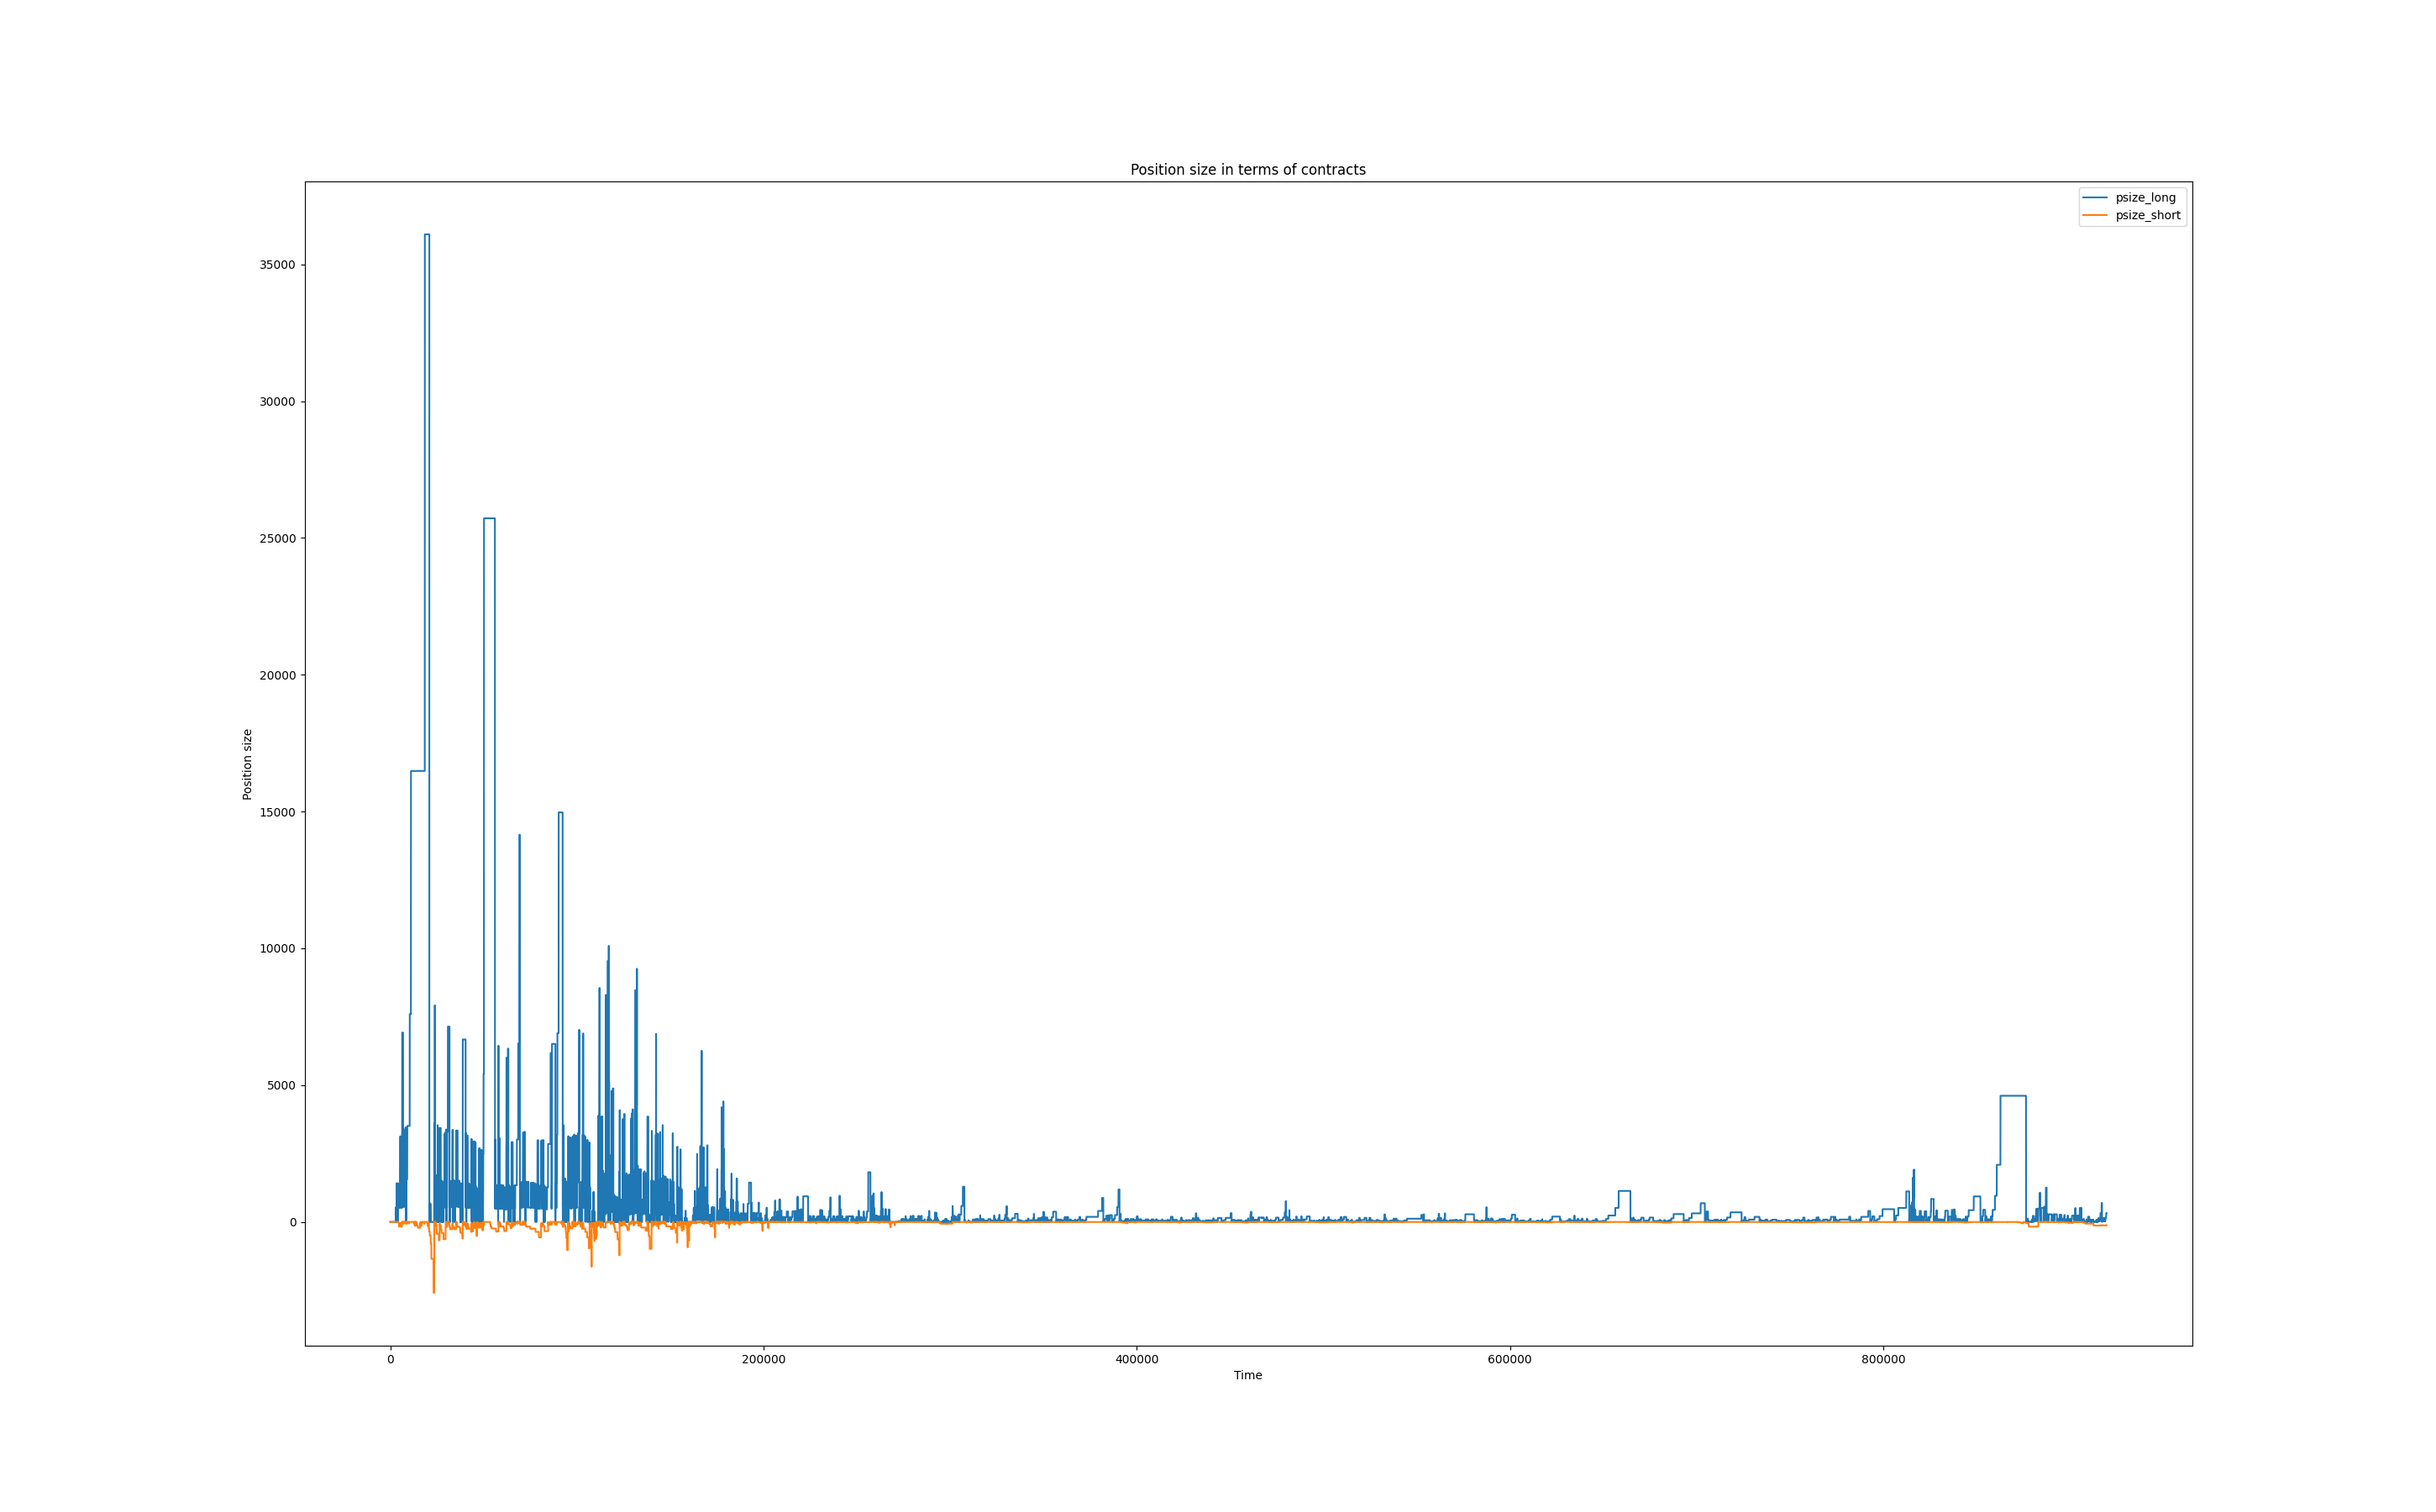 Position size in terms of contracts
psize_long
psize_short
35000
30000
25000
20000
15000
10000
5000
0
Position size
0
200000
400000
600000
800000
Time